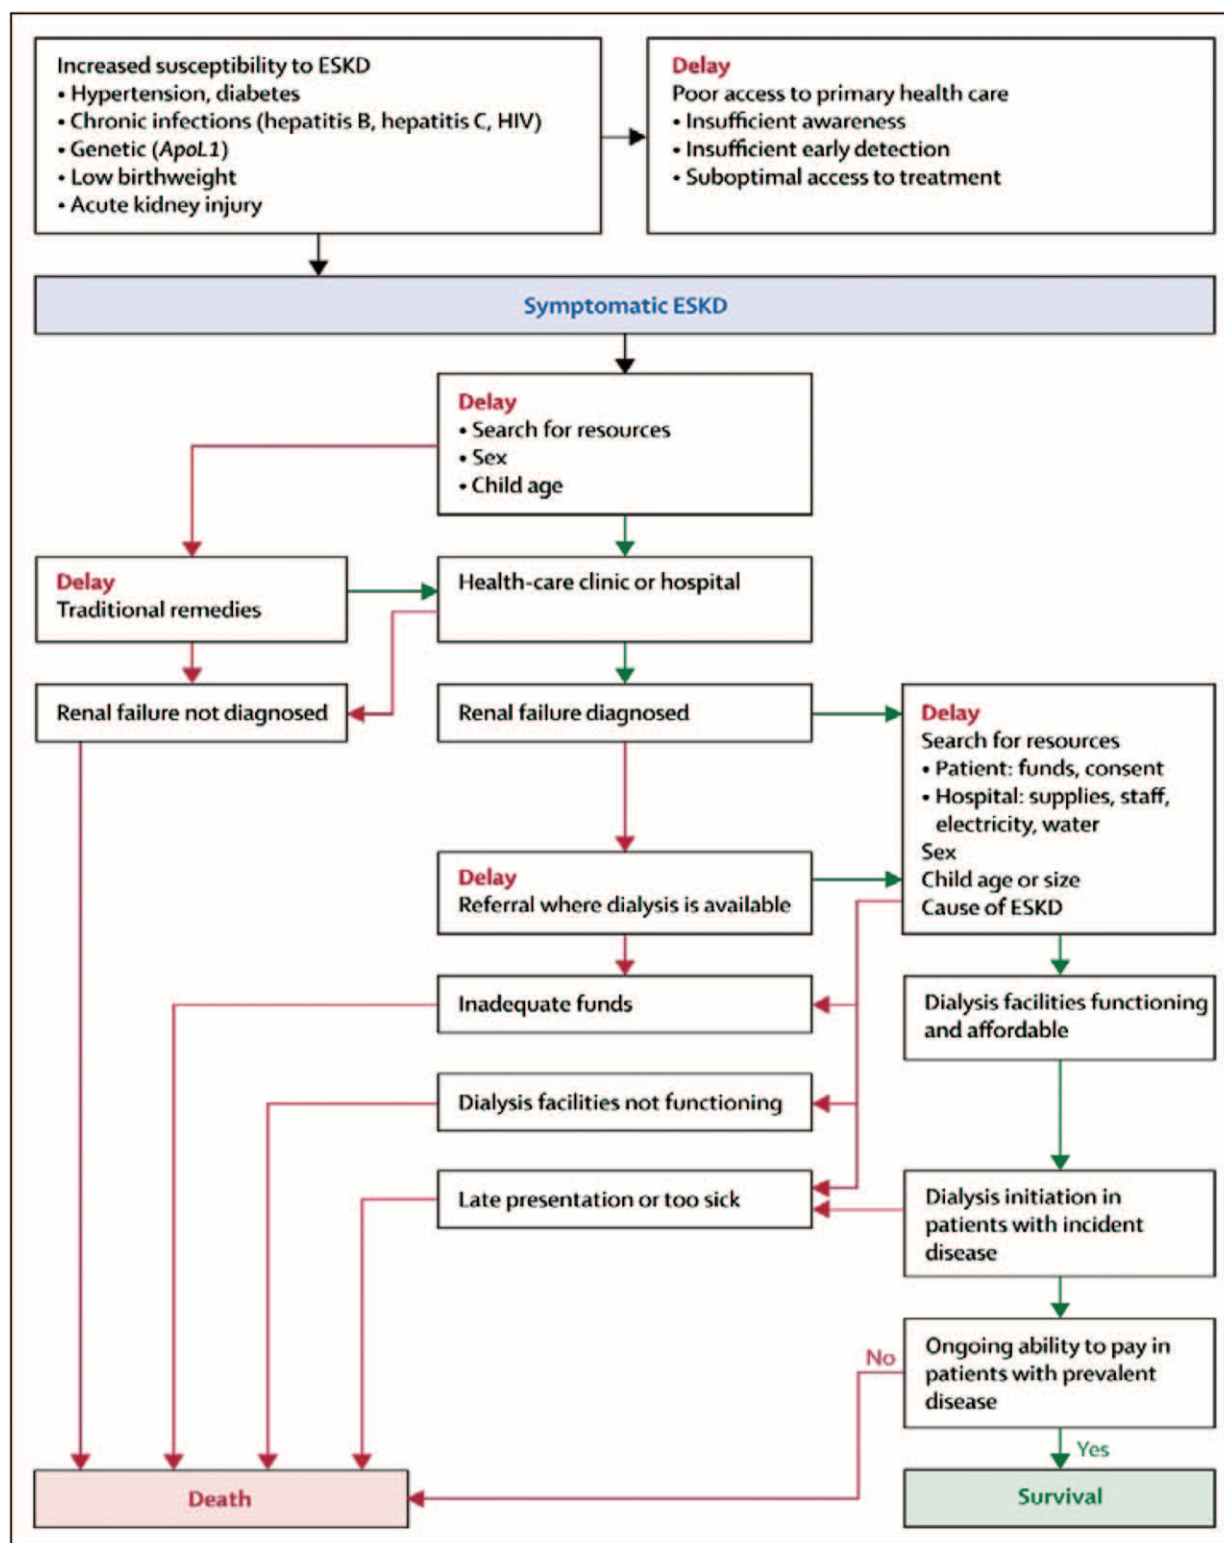 Increased susceptibility to ESKD
• Hypertension, diabetes
• Chronic infections (hepatitis B, hepatitis C, HIV)
• Genetic (ApoL1)
• Low birthweight
• Acute kidney injury
Delay
Poor access to primary health care
• Insufficient awareness
• Insufficient early detection
• Suboptimal access to treatment
Symptomatic ESKD
Delay
• Search for resources
• Sex
• Child age
Delay
Traditional remedies
Health-care clinic or hospital
Renal failure not diagnosed
Renal failure diagnosed
Delay
Search for resources
• Patient: funds, consent
• Hospital: supplies, staff,
electricity, water
Sex
Child age or size
Cause of ESKD
Delay
Referral where dialysis is available
Inadequate funds
Dialysis facilities functioning
and affordable
Dialysis facilities not functioning
Late presentation or too sick
Dialysis initiation in
patients with incident
disease
No
Ongoing ability to pay in
patients with prevalent
disease
Yes
Death
Survival